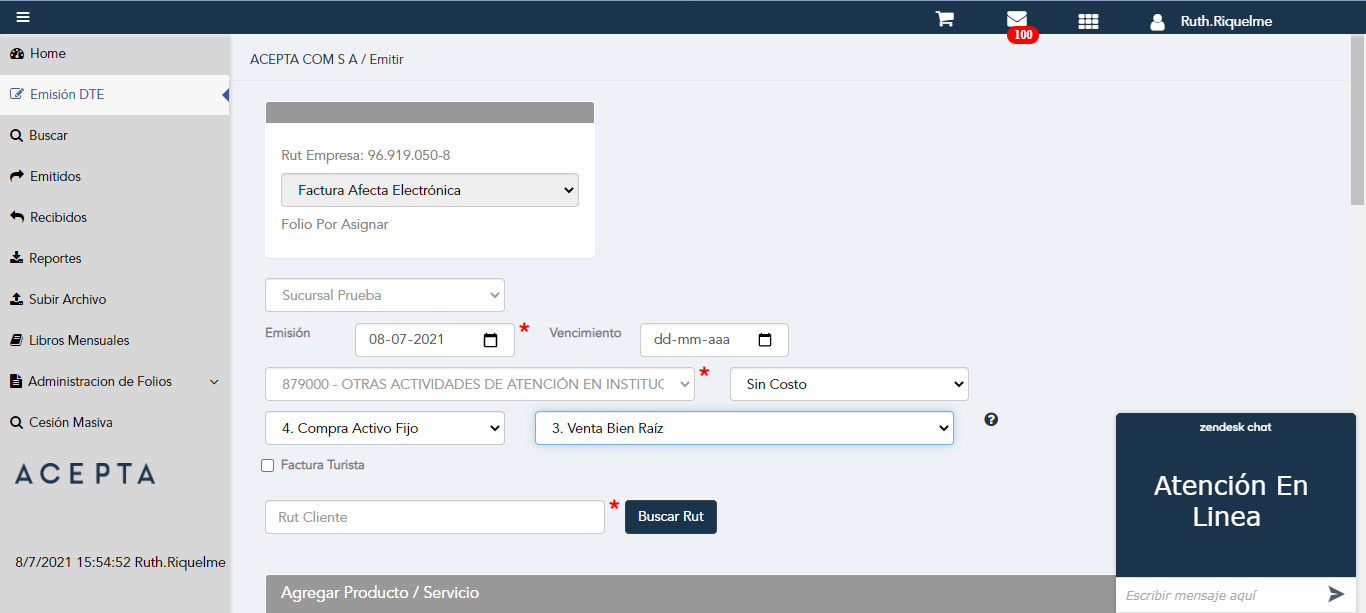 100
Ruth.Riquelme
Home
Emisión DTE
Buscar
Emitidos
Recibidos
Reportes
Subir Archivo
Libros Mensuales
Administracion de Folios
Cesión Masiva
ACEPTA
8/7/2021 15:54:52 Ruth.Riquelme
ACEPTA COM S A / Emitir
Rut Empresa: 96.919.050-8
Factura Afecta Electrónica
Folio Por Asignar
Sucursal Prueba
Emisión 08-07-2021 * Vencimiento dd-mm-aaa
879000 - OTRAS ACTIVIDADES DE ATENCIÓN EN INSTITUC * Sin Costo
4. Compra Activo Fijo 3. Venta Bien Raíz ?
Factura Turista
Rut Cliente * Buscar Rut
Agregar Producto / Servicio
zendesk chat
Atención En
Linea
Escribir mensaje aquí